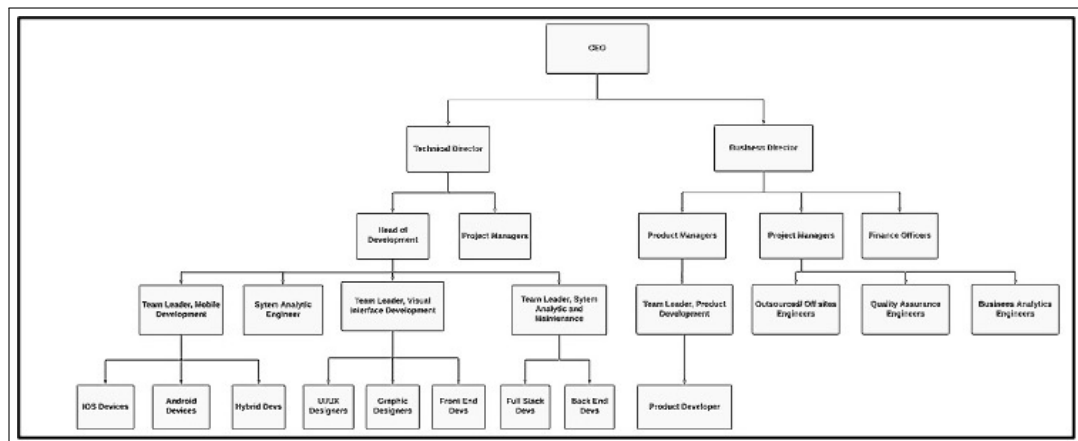 CEO
Technical Director
Business Director
Head of
Development
Project Managers
Product Managers
Project Managers
Finance Officers
Team Leader, Mobile
Development
Sytem Analytic
Engineer
Team Leader, Visual
Interface Development
Team Leader, Sytem
Analytic and
Maintenance
Team Leader, Product
Development
Outsourced/ Off sites
Engineers
Quality Assurance
Engineers
Business Analytics
Engineers
IOS Devices
Android
Devices
Hybrid Devs
UI/UX
Designers
Graphic
Designers
Front End
Devs
Full Stack
Devs
Back End Devs
Product Developer